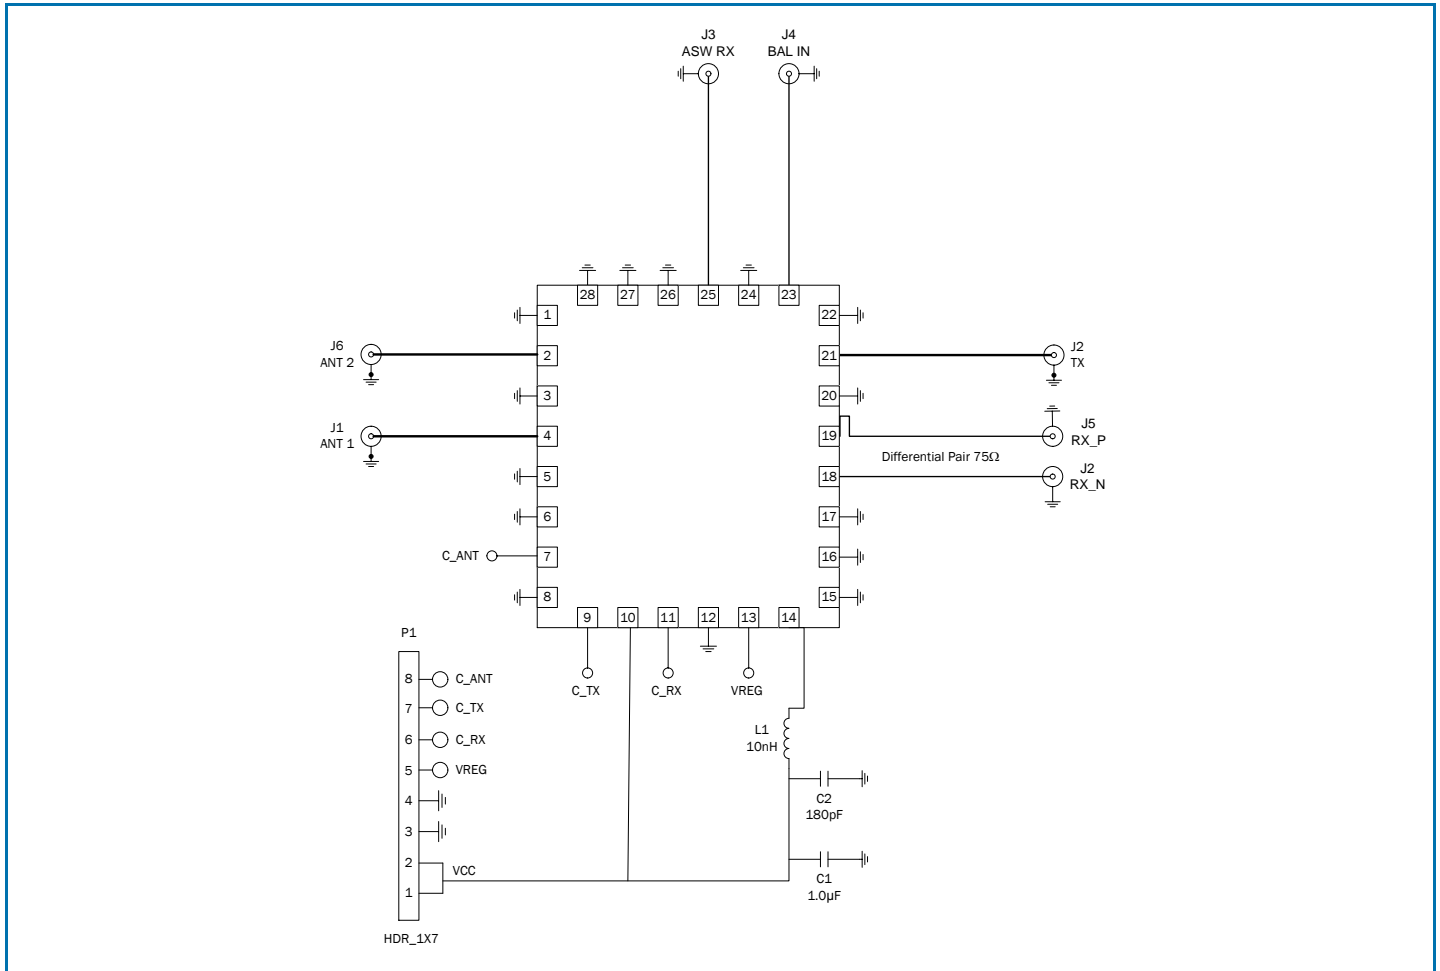 J3
ASW RX
J4
BAL IN
28
27
26
25
24
23
1
2
3
4
5
6
7
8
22
21
20
19
18
17
16
15
9
10
11
12
13
14
J6
ANT 2
J1
ANT 1
C_ANT
J2
TX
J5
RX_P
Differential Pair 75Ω
J2
RX_N
C_TX
C_RX
VREG
P1
8
C_ANT
7
C_TX
6
C_RX
5
VREG
4
3
2
1
VCC
HDR_1X7
L1
10nH
C2
180pF
C1
1.0µF